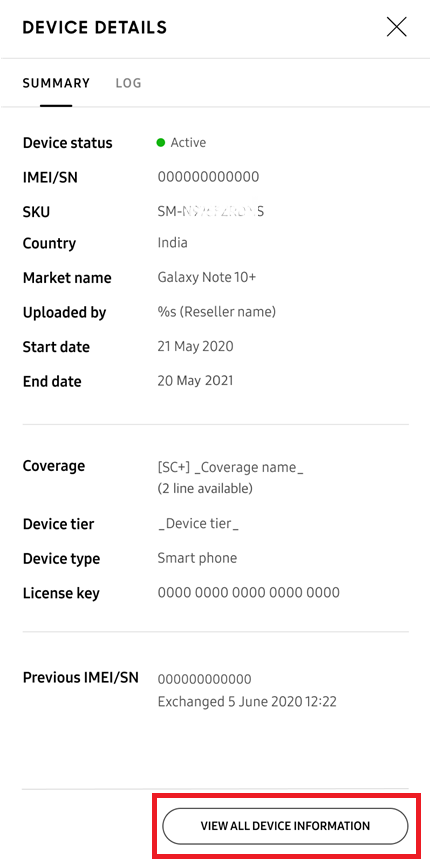 DEVICE DETAILS
SUMMARY LOG
Device status Active
IMEI/SN 000000000000
SKU
Country India
Market name Galaxy Note 10+
Uploaded by %s (Reseller name)
Start date 21 May 2020
End date 20 May 2021
Coverage [SC+] _Coverage name_
(2 line available)
Device tier _Device tier_
Device type Smart phone
License key 0000 0000 0000 0000 0000
Previous IMEI/SN 000000000000
Exchanged 5 June 2020 12:22
VIEW ALL DEVICE INFORMATION